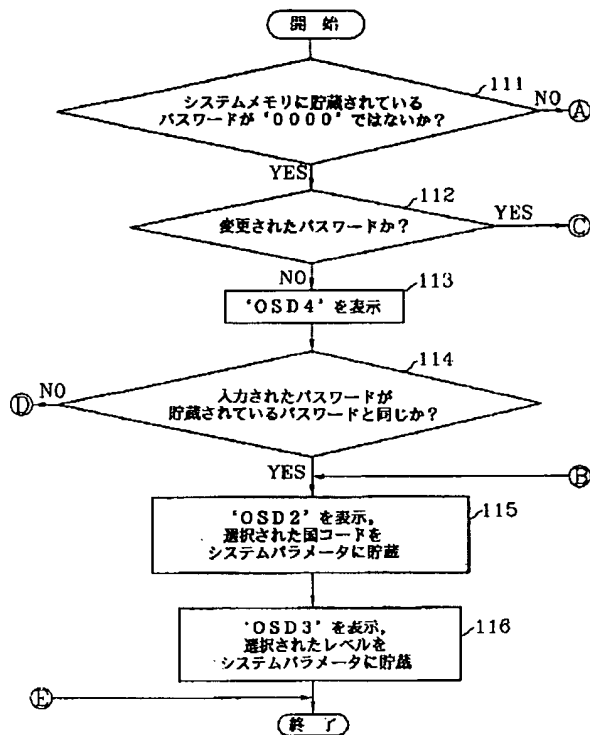 開 始
111
システムメモリに貯蔵されている
パスワードが‘0000’ではないか？
NO
A
YES
112
変更されたパスワードか？
YES
C
NO
113
‘OSD4’を表示
114
NO
D
入力されたパスワードが
貯蔵されているパスワードと同じか？
YES
B
115
‘OSD2’を表示，
選択された国コードを
システムパラメータに貯蔵
116
‘OSD3’を表示，
選択されたレベルを
システムパラメータに貯蔵
E
終 了